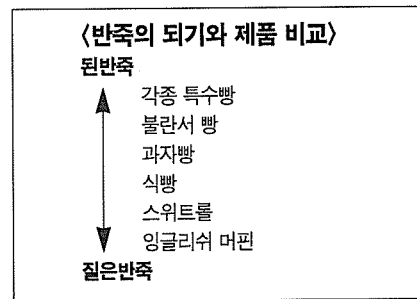 〈반죽의 되기와 제품 비교〉
된반죽
각종 특수빵
불란서 빵
과자빵
식빵
스위트롤
잉글리쉬 머핀
질은반죽